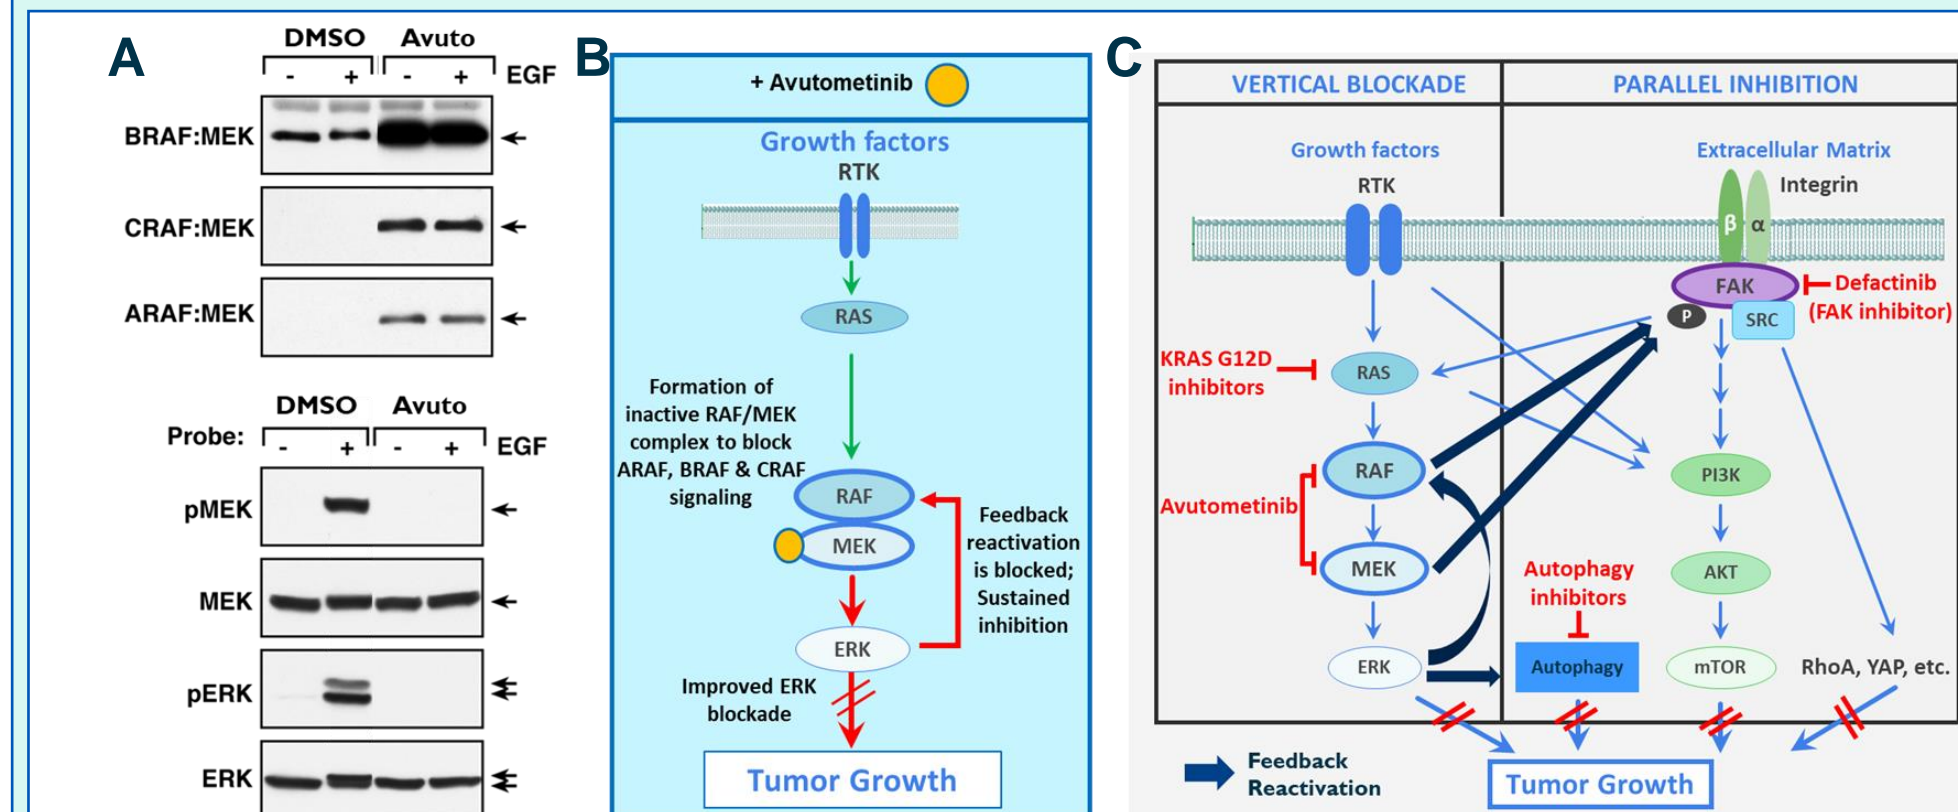 A
DMSO Avuto
- + - + EGF
BRAF:MEK
CRAF:MEK
ARAF:MEK
DMSO Avuto
Probe:
- + - + EGF
pMEK
MEK
pERK
ERK
B
+ Avutometinib
Growth factors
RTK
RAS
Formation of
inactive RAF/MEK
complex to block
ARAF, BRAF & CRAF
signaling
RAF
MEK
Feedback
reactivation
is blocked;
Sustained
inhibition
ERK
Improved ERK
blockade
Tumor Growth
C
VERTICAL BLOCKADE
PARALLEL INHIBITION
Growth factors
RTK
Extracellular Matrix
Integrin
β α
FAK
P
SRC
Defactinib
(FAK inhibitor)
KRAS G12D
inhibitors
RAS
RAF
Avutometinib
MEK
ERK
PI3K
AKT
Autophagy
inhibitors
Autophagy
mTOR
RhoA, YAP, etc.
Feedback
Reactivation
Tumor Growth